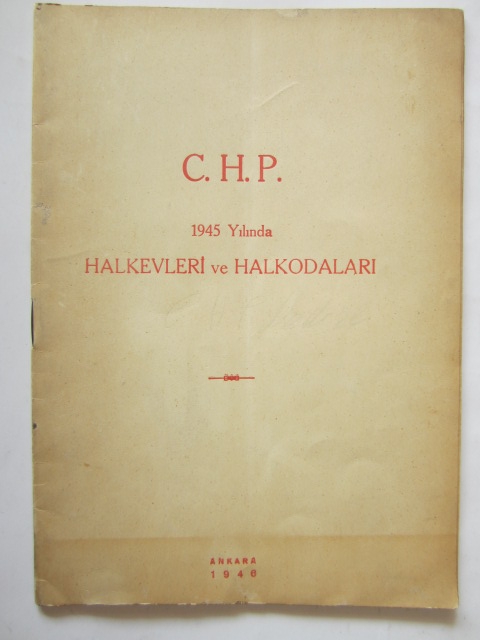 C. H. P.
1945 Yılında
HALKEVLERİ ve HALKODALARI
ANKARA
1946